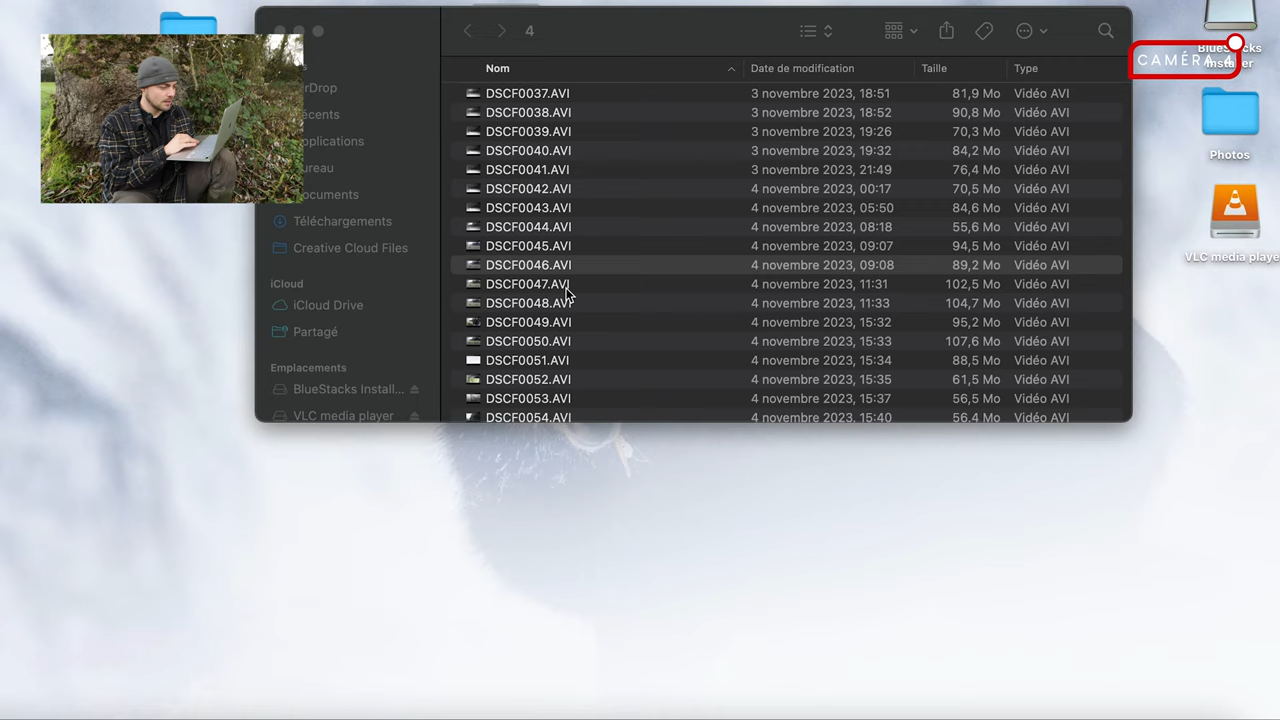 4
Nom Date de modification Taille Type
DSCF0037.AVI 3 novembre 2023, 18:51 81,9 Mo Vidéo AVI
DSCF0038.AVI 3 novembre 2023, 18:52 90,8 Mo Vidéo AVI
DSCF0039.AVI 3 novembre 2023, 19:26 70,3 Mo Vidéo AVI
DSCF0040.AVI 3 novembre 2023, 19:32 84,2 Mo Vidéo AVI
DSCF0041.AVI 3 novembre 2023, 21:49 76,4 Mo Vidéo AVI
DSCF0042.AVI 4 novembre 2023, 00:17 70,5 Mo Vidéo AVI
DSCF0043.AVI 4 novembre 2023, 05:50 84,6 Mo Vidéo AVI
DSCF0044.AVI 4 novembre 2023, 08:18 55,6 Mo Vidéo AVI
DSCF0045.AVI 4 novembre 2023, 09:07 94,5 Mo Vidéo AVI
DSCF0046.AVI 4 novembre 2023, 09:08 89,2 Mo Vidéo AVI
DSCF0047.AVI 4 novembre 2023, 11:31 102,5 Mo Vidéo AVI
DSCF0048.AVI 4 novembre 2023, 11:33 104,7 Mo Vidéo AVI
DSCF0049.AVI 4 novembre 2023, 15:32 95,2 Mo Vidéo AVI
DSCF0050.AVI 4 novembre 2023, 15:33 107,6 Mo Vidéo AVI
DSCF0051.AVI 4 novembre 2023, 15:34 88,5 Mo Vidéo AVI
DSCF0052.AVI 4 novembre 2023, 15:35 61,5 Mo Vidéo AVI
DSCF0053.AVI 4 novembre 2023, 15:37 56,5 Mo Vidéo AVI
DSCF0054.AVI 4 novembre 2023, 15:40 56,4 Mo Vidéo AVI
rDrop
écents
plications
ureau
ocuments
Téléchargements
Creative Cloud Files
iCloud
iCloud Drive
Partagé
Emplacements
BlueStacks Install...
VLC media player
CAMÉRA 4
BlueStacks
Installer
Photos
VLC media playe